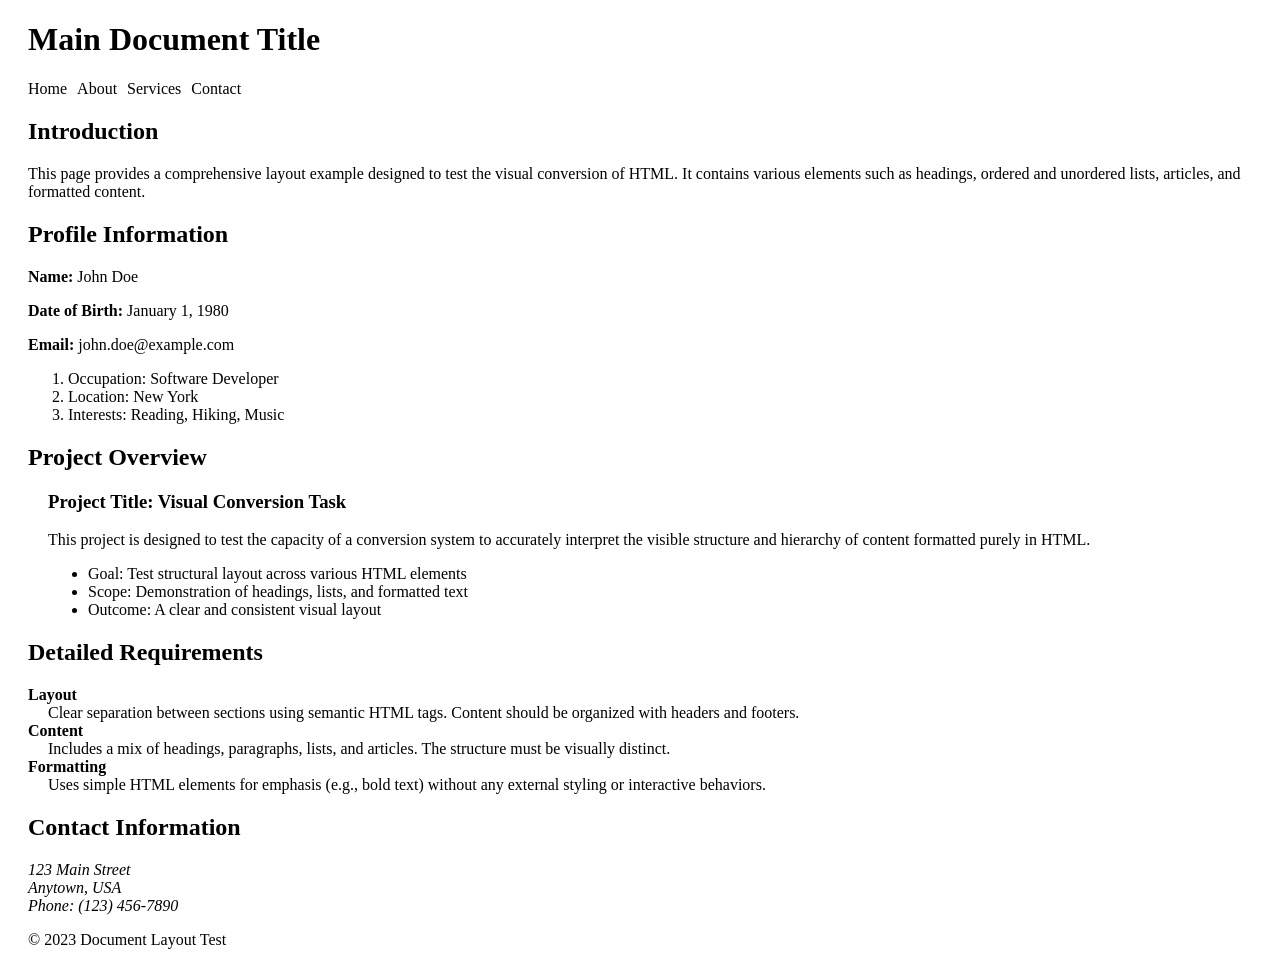 Main Document Title
Home About Services Contact
Introduction
This page provides a comprehensive layout example designed to test the visual conversion of HTML. It contains various elements such as headings, ordered and unordered lists, articles, and
formatted content.
Profile Information
Name: John Doe
Date of Birth: January 1, 1980
Email: john.doe@example.com
1. Occupation: Software Developer
2. Location: New York
3. Interests: Reading, Hiking, Music
Project Overview
Project Title: Visual Conversion Task
This project is designed to test the capacity of a conversion system to accurately interpret the visible structure and hierarchy of content formatted purely in HTML.
• Goal: Test structural layout across various HTML elements
• Scope: Demonstration of headings, lists, and formatted text
• Outcome: A clear and consistent visual layout
Detailed Requirements
Layout
Clear separation between sections using semantic HTML tags. Content should be organized with headers and footers.
Content
Includes a mix of headings, paragraphs, lists, and articles. The structure must be visually distinct.
Formatting
Uses simple HTML elements for emphasis (e.g., bold text) without any external styling or interactive behaviors.
Contact Information
123 Main Street
Anytown, USA
Phone: (123) 456-7890
© 2023 Document Layout Test